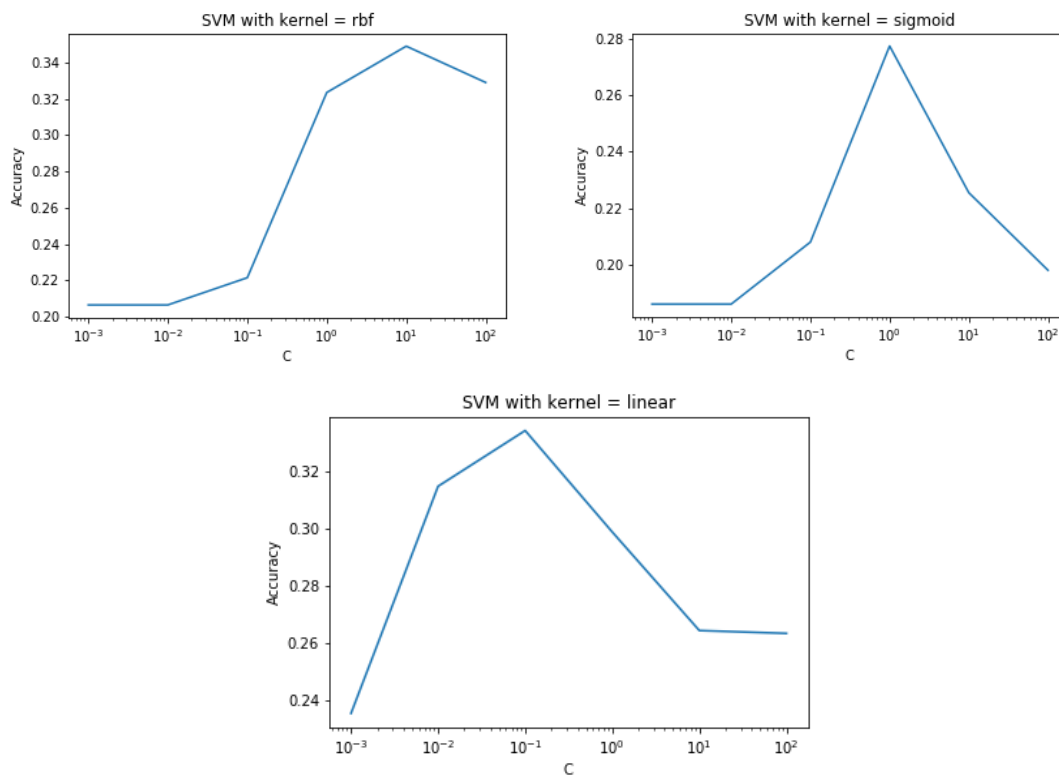 SVM with kernel = rbf
Accuracy
0.34
0.32
0.30
0.28
0.26
0.24
0.22
0.20
10⁻³ 10⁻² 10⁻¹ 10⁰ 10¹ 10²
C
SVM with kernel = sigmoid
Accuracy
0.28
0.26
0.24
0.22
0.20
10⁻³ 10⁻² 10⁻¹ 10⁰ 10¹ 10²
C
SVM with kernel = linear
Accuracy
0.32
0.30
0.28
0.26
0.24
10⁻³ 10⁻² 10⁻¹ 10⁰ 10¹ 10²
C